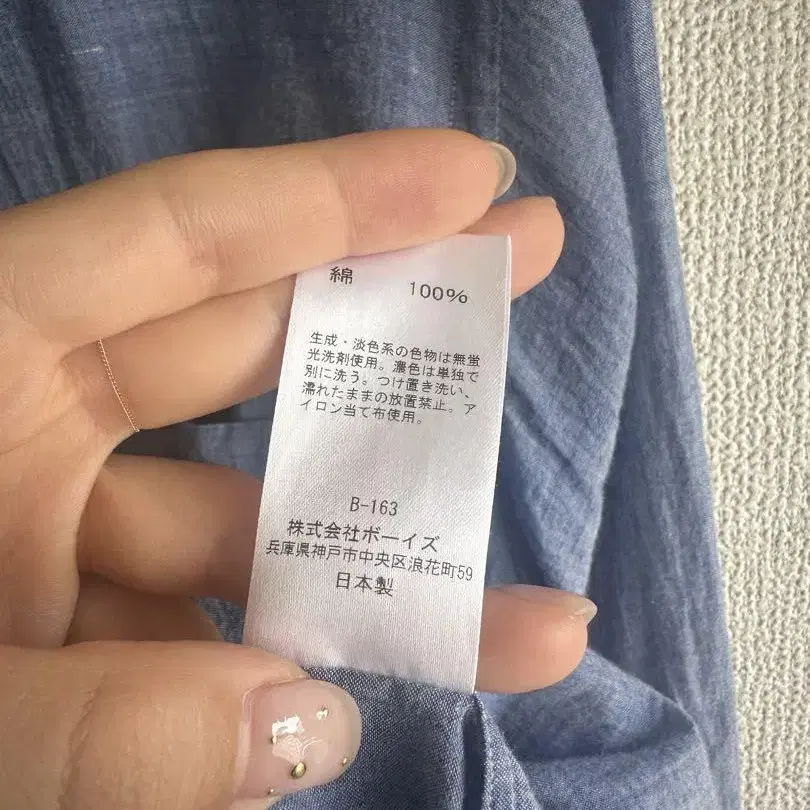 綿 100%
生成・淡色系の色物は無蛍
光洗剤使用。濃色は単独で
別に洗う。つけ置き洗い、
濡れたままの放置禁止。ア
イロン当て布使用。
B-163
株式会社ボーイズ
兵庫県神戸市中央区浪花町59
日本製